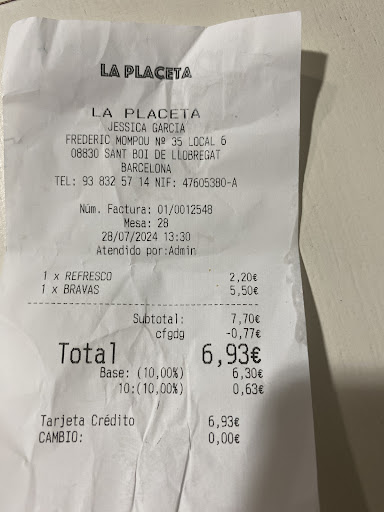 LA PLACETA
LA PLACETA
JESSICA GARCIA
FREDERIC MOMPOU Nº 35 LOCAL 6
08830 SANT BOI DE LLOBREGAT
BARCELONA
TEL: 93 832 57 14 NIF: 47605380-A
Núm. Factura: 01/0012548
Mesa: 28
28/07/2024 13:30
Atendido por:Admin
1 x REFRESCO 2,20€
1 x BRAVAS 5,50€
Subtotal: 7,70€
cfgdg -0,77€
Total 6,93€
Base: (10,00%) 6,30€
10:(10,00%) 0,63€
Tarjeta Crédito 6,93€
CAMBIO: 0,00€